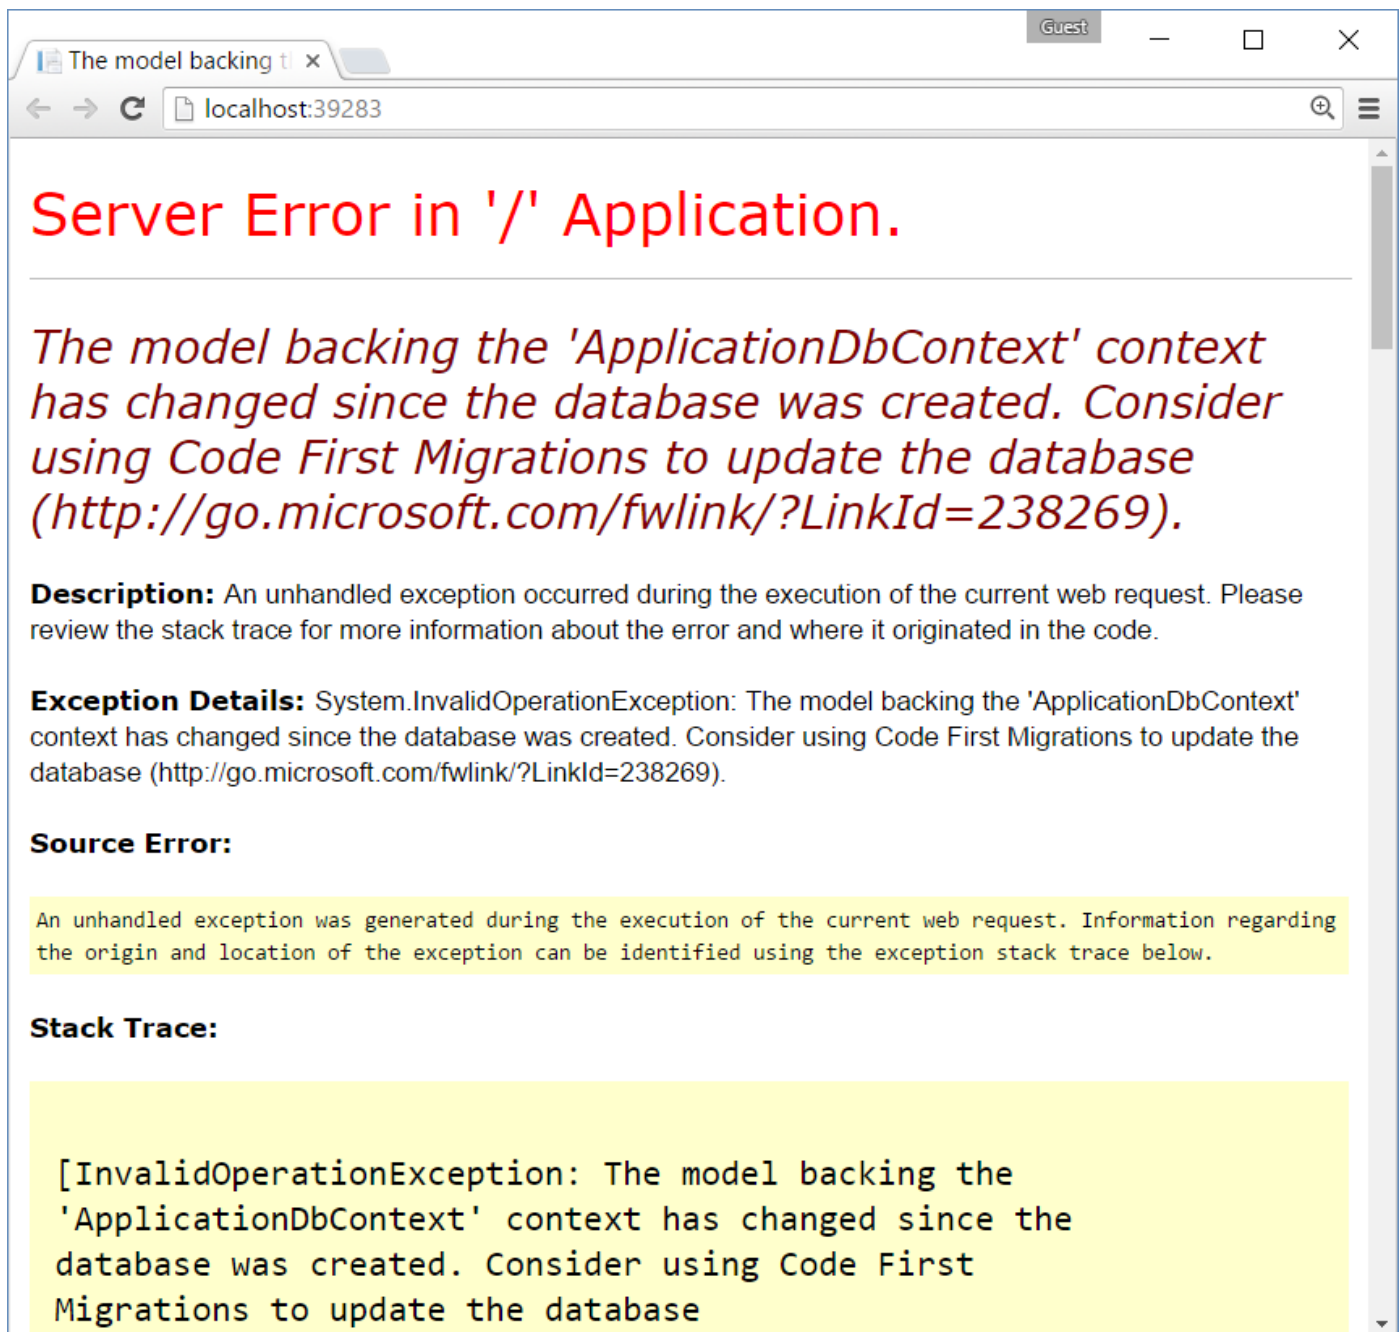 Guest
The model backing t
localhost:39283
Server Error in '/' Application.
The model backing the 'ApplicationDbContext' context
has changed since the database was created. Consider
using Code First Migrations to update the database
(http://go.microsoft.com/fwlink/?LinkId=238269).
Description: An unhandled exception occurred during the execution of the current web request. Please
review the stack trace for more information about the error and where it originated in the code.
Exception Details: System.InvalidOperationException: The model backing the 'ApplicationDbContext'
context has changed since the database was created. Consider using Code First Migrations to update the
database (http://go.microsoft.com/fwlink/?LinkId=238269).
Source Error:
An unhandled exception was generated during the execution of the current web request. Information regarding
the origin and location of the exception can be identified using the exception stack trace below.
Stack Trace:
[InvalidOperationException: The model backing the
'ApplicationDbContext' context has changed since the
database was created. Consider using Code First
Migrations to update the database